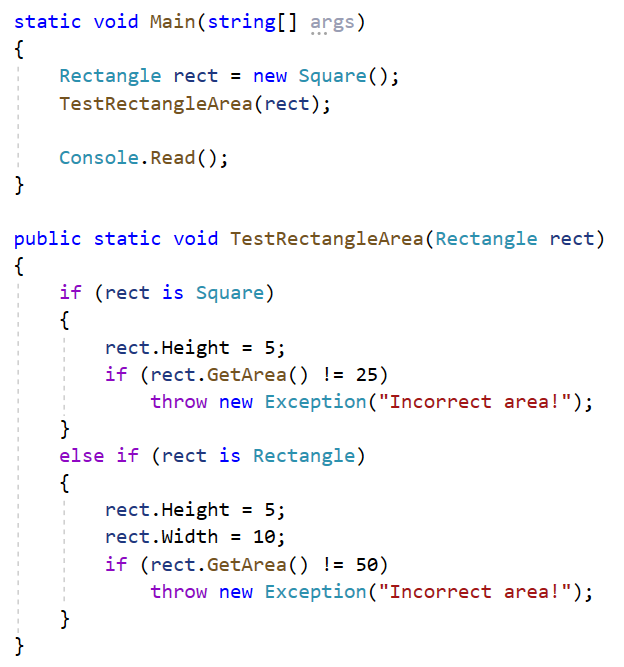 static void Main(string[] args)
{
    Rectangle rect = new Square();
    TestRectangleArea(rect);

    Console.Read();
}

public static void TestRectangleArea(Rectangle rect)
{
    if (rect is Square)
    {
        rect.Height = 5;
        if (rect.GetArea() != 25)
            throw new Exception("Incorrect area!");
    }
    else if (rect is Rectangle)
    {
        rect.Height = 5;
        rect.Width = 10;
        if (rect.GetArea() != 50)
            throw new Exception("Incorrect area!");
    }
}